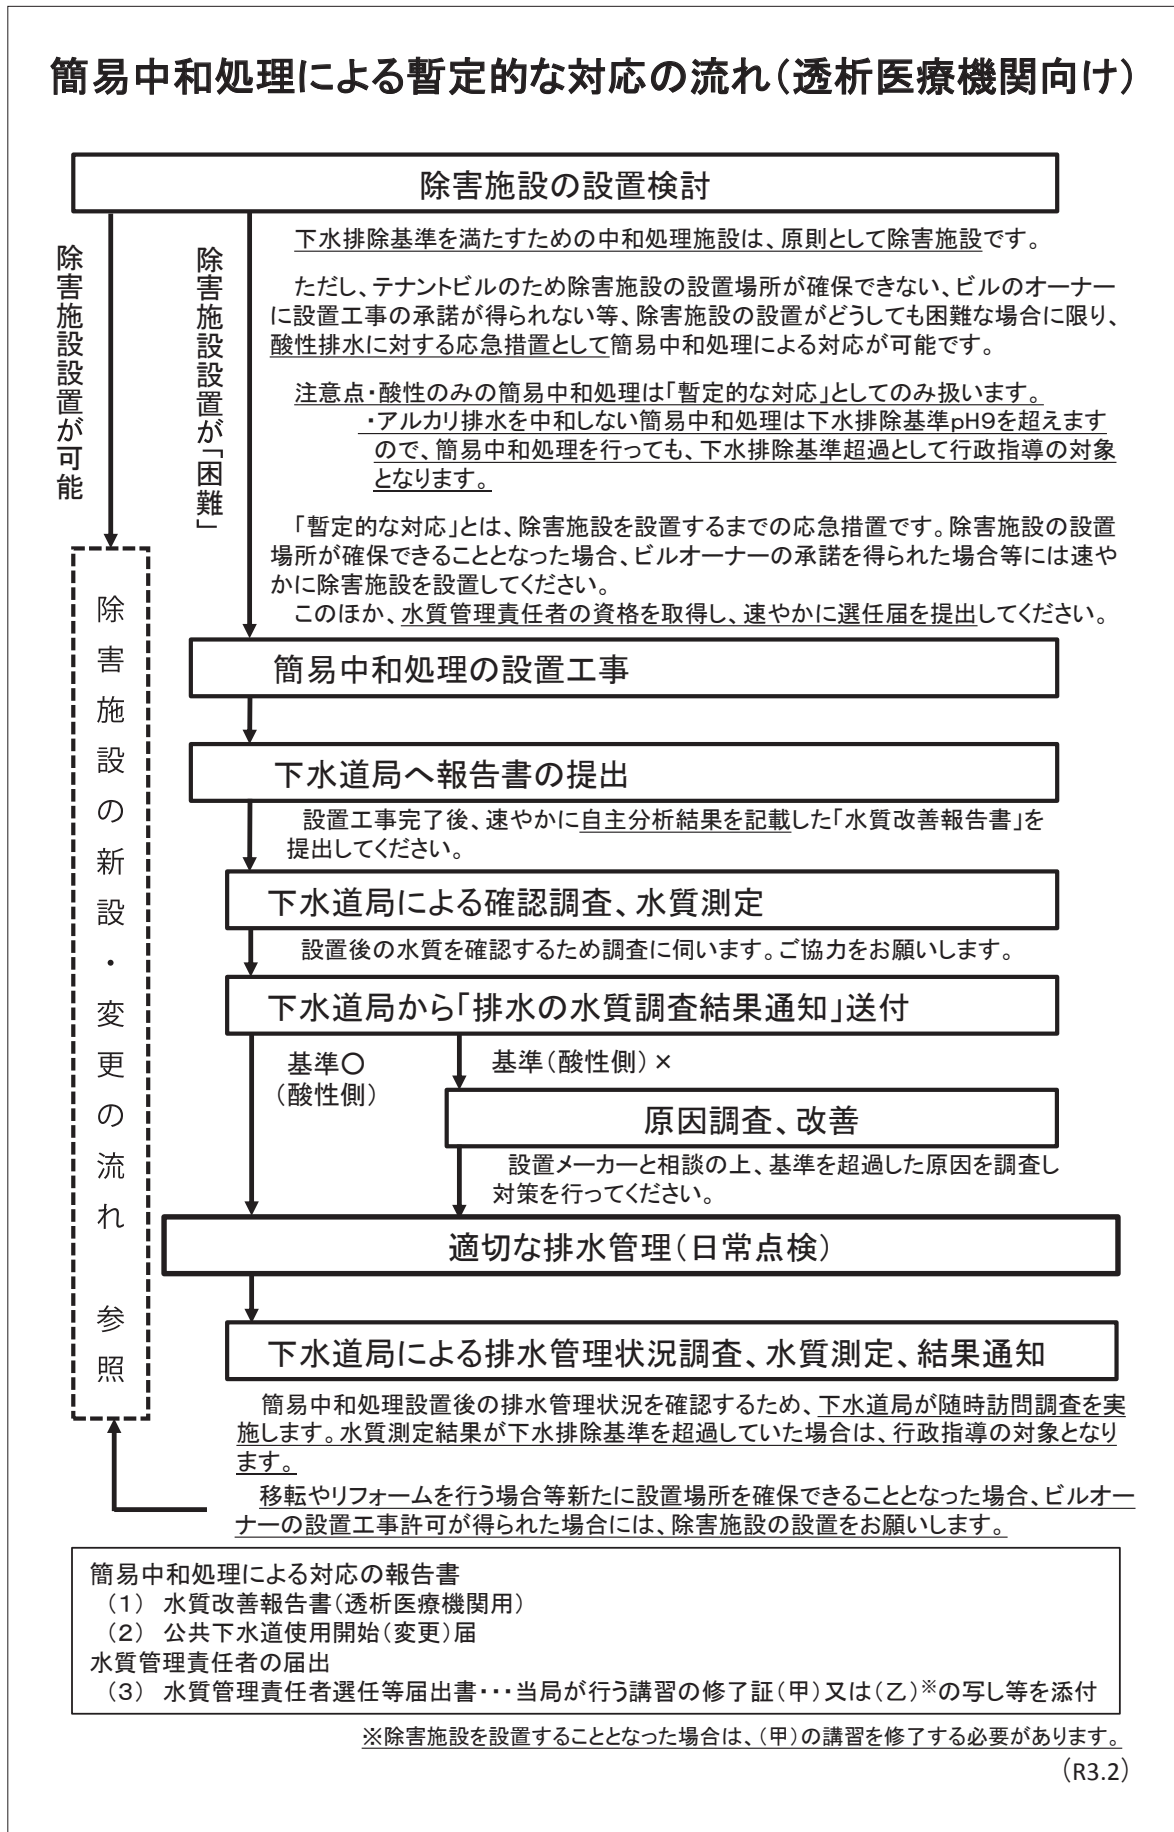 簡易中和処理による暫定的な対応の流れ(透析医療機関向け)
除害施設の設置検討
除害施設設置が可能
除害施設設置が「困難」
下水排除基準を満たすための中和処理施設は、原則として除害施設です。
ただし、テナントビルのため除害施設の設置場所が確保できない、ビルのオーナー
に設置工事の承諾が得られない等、除害施設の設置がどうしても困難な場合に限り、
酸性排水に対する応急措置として簡易中和処理による対応が可能です。
注意点・酸性のみの簡易中和処理は「暫定的な対応」としてのみ扱います。
・アルカリ排水を中和しない簡易中和処理は下水排除基準pH9を超えます
ので、簡易中和処理を行っても、下水排除基準超過として行政指導の対象
となります。
「暫定的な対応」とは、除害施設を設置するまでの応急措置です。除害施設の設置
場所が確保できることとなった場合、ビルオーナーの承諾を得られた場合等には速や
かに除害施設を設置してください。
このほか、水質管理責任者の資格を取得し、速やかに選任届を提出してください。
除害施設の新設・変更の流れ 参照
簡易中和処理の設置工事
下水道局へ報告書の提出
設置工事完了後、速やかに自主分析結果を記載した「水質改善報告書」を
提出してください。
下水道局による確認調査、水質測定
設置後の水質を確認するため調査に伺います。ご協力をお願いします。
下水道局から「排水の水質調査結果通知」送付
基準〇
(酸性側)
基準(酸性側)×
原因調査、改善
設置メーカーと相談の上、基準を超過した原因を調査し
対策を行ってください。
適切な排水管理(日常点検)
下水道局による排水管理状況調査、水質測定、結果通知
簡易中和処理設置後の排水管理状況を確認するため、下水道局が随時訪問調査を実
施します。水質測定結果が下水排除基準を超過していた場合は、行政指導の対象となり
ます。
移転やリフォームを行う場合等新たに設置場所を確保できることとなった場合、ビルオー
ナーの設置工事許可が得られた場合には、除害施設の設置をお願いします。
簡易中和処理による対応の報告書
(1) 水質改善報告書(透析医療機関用)
(2) 公共下水道使用開始(変更)届
水質管理責任者の届出
(3) 水質管理責任者選任等届出書・・・当局が行う講習の修了証(甲)又は(乙)※の写し等を添付
※除害施設を設置することとなった場合は、(甲)の講習を修了する必要があります。
(R3.2)